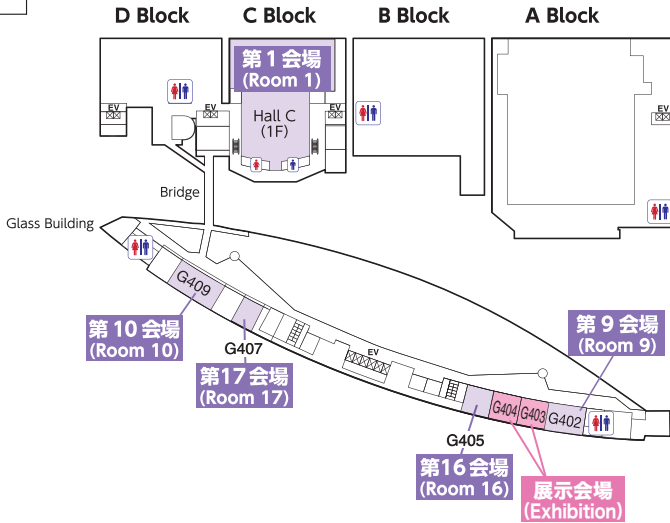 D Block
C Block
B Block
A Block
第1会場
(Room 1)
EV
EV
EV
EV
Hall C
(1F)
Bridge
Glass Building
G409
第10会場
(Room 10)
G407
第17会場
(Room 17)
EV
第9会場
(Room 9)
G404
G403
G402
G405
第16会場
(Room 16)
展示会場
(Exhibition)